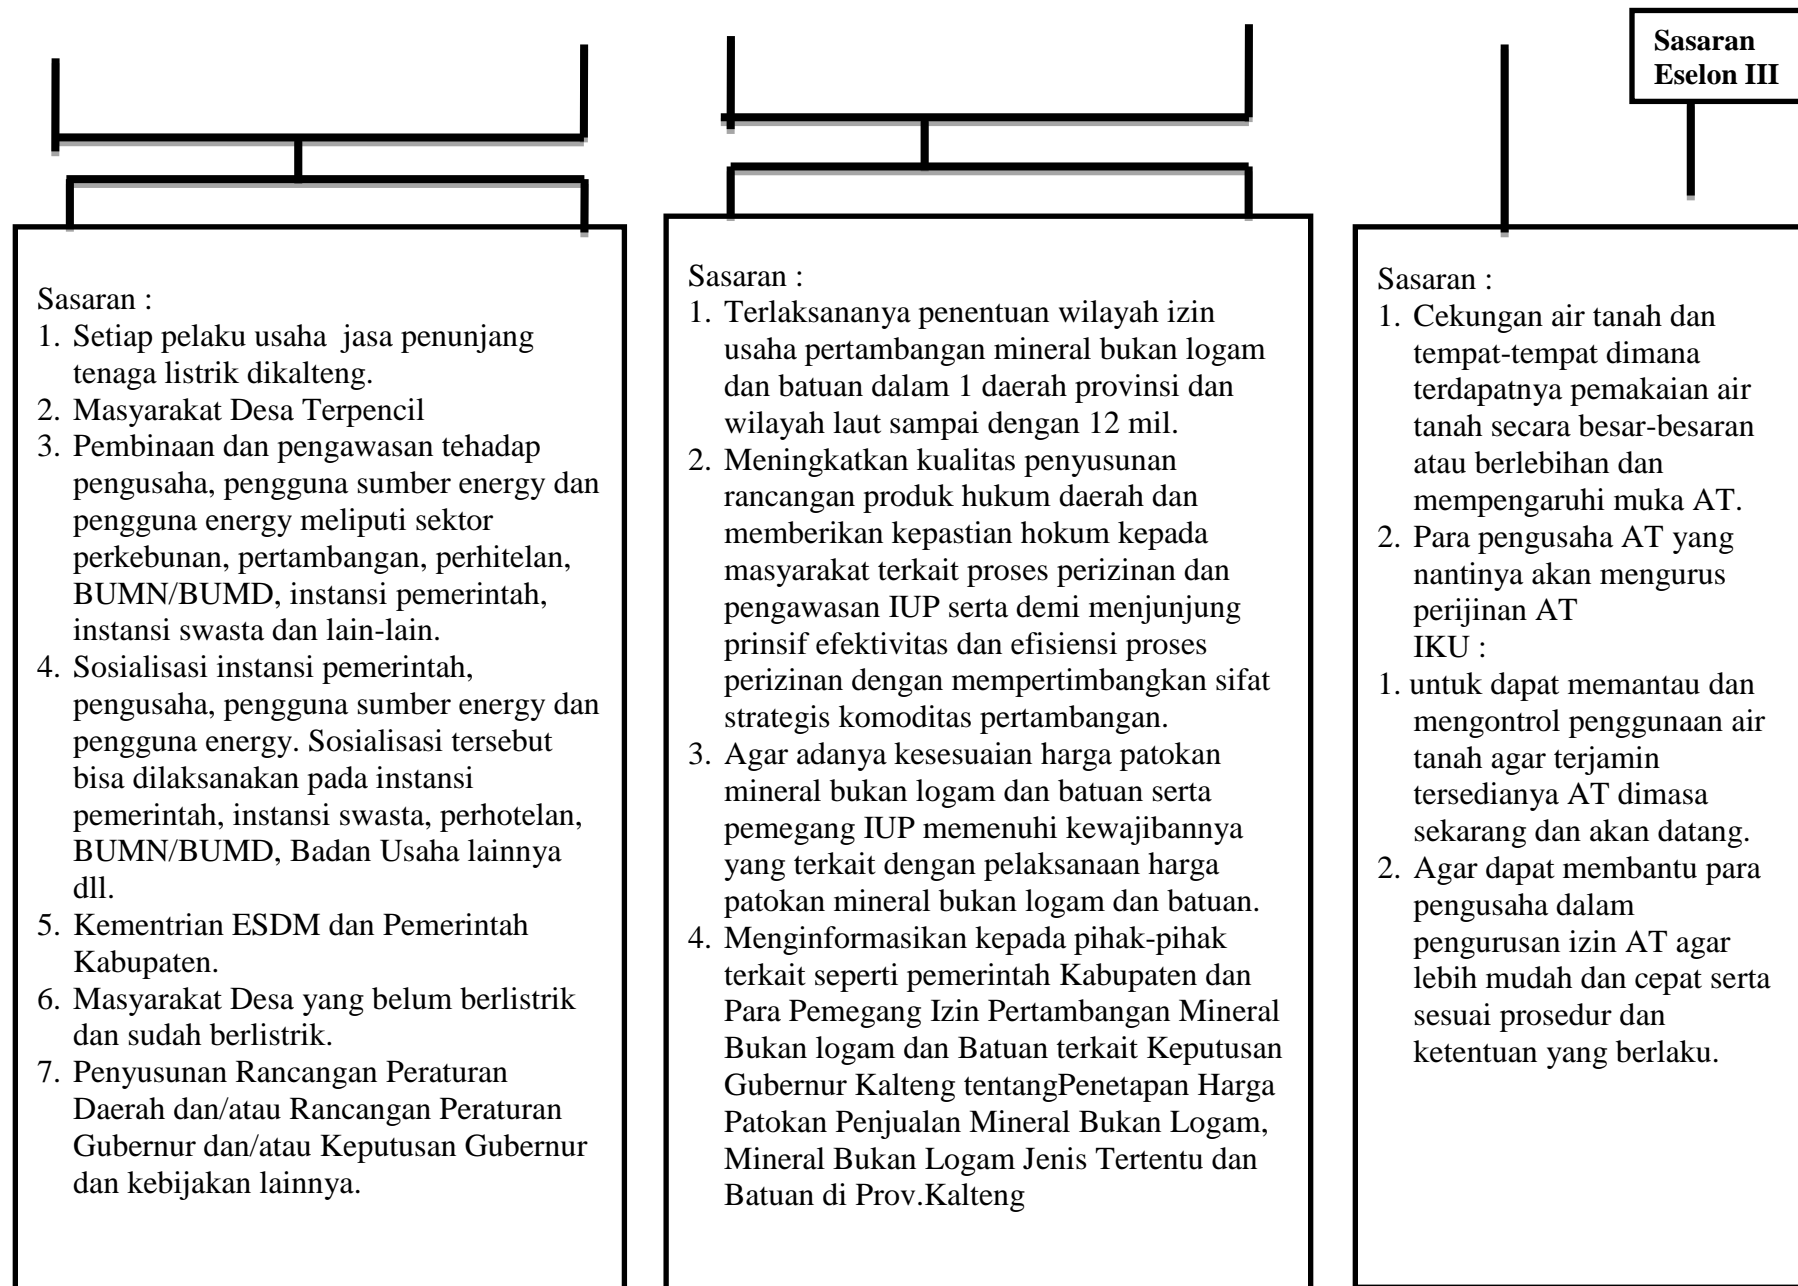 Sasaran
Eselon III
Sasaran :
1. Setiap pelaku usaha  jasa penunjang
tenaga listrik dikalteng.
2. Masyarakat Desa Terpencil
3. Pembinaan dan pengawasan tehadap
pengusaha, pengguna sumber energy dan
pengguna energy meliputi sektor
perkebunan, pertambangan, perhitelan,
BUMN/BUMD, instansi pemerintah,
instansi swasta dan lain-lain.
4. Sosialisasi instansi pemerintah,
pengusaha, pengguna sumber energy dan
pengguna energy. Sosialisasi tersebut
bisa dilaksanakan pada instansi
pemerintah, instansi swasta, perhotelan,
BUMN/BUMD, Badan Usaha lainnya
dll.
5. Kementrian ESDM dan Pemerintah
Kabupaten.
6. Masyarakat Desa yang belum berlistrik
dan sudah berlistrik.
7. Penyusunan Rancangan Peraturan
Daerah dan/atau Rancangan Peraturan
Gubernur dan/atau Keputusan Gubernur
dan kebijakan lainnya.
Sasaran :
1. Terlaksananya penentuan wilayah izin
usaha pertambangan mineral bukan logam
dan batuan dalam 1 daerah provinsi dan
wilayah laut sampai dengan 12 mil.
2. Meningkatkan kualitas penyusunan
rancangan produk hukum daerah dan
memberikan kepastian hokum kepada
masyarakat terkait proses perizinan dan
pengawasan IUP serta demi menjunjung
prinsif efektivitas dan efisiensi proses
perizinan dengan mempertimbangkan sifat
strategis komoditas pertambangan.
3. Agar adanya kesesuaian harga patokan
mineral bukan logam dan batuan serta
pemegang IUP memenuhi kewajibannya
yang terkait dengan pelaksanaan harga
patokan mineral bukan logam dan batuan.
4. Menginformasikan kepada pihak-pihak
terkait seperti pemerintah Kabupaten dan
Para Pemegang Izin Pertambangan Mineral
Bukan logam dan Batuan terkait Keputusan
Gubernur Kalteng tentangPenetapan Harga
Patokan Penjualan Mineral Bukan Logam,
Mineral Bukan Logam Jenis Tertentu dan
Batuan di Prov.Kalteng
Sasaran :
1. Cekungan air tanah dan
tempat-tempat dimana
terdapatnya pemakaian air
tanah secara besar-besaran
atau berlebihan dan
mempengaruhi muka AT.
2. Para pengusaha AT yang
nantinya akan mengurus
perijinan AT
IKU :
1. untuk dapat memantau dan
mengontrol penggunaan air
tanah agar terjamin
tersedianya AT dimasa
sekarang dan akan datang.
2. Agar dapat membantu para
pengusaha dalam
pengurusan izin AT agar
lebih mudah dan cepat serta
sesuai prosedur dan
ketentuan yang berlaku.